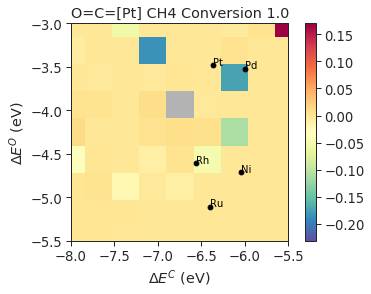 O=C=[Pt] CH4 Conversion 1.0
−3.0
−3.5
−4.0
−4.5
−5.0
−5.5
ΔE^O (eV)
Pt
Pd
Rh
Ni
Ru
−8.0 −7.5 −7.0 −6.5 −6.0 −5.5
ΔE^C (eV)
0.15
0.10
0.05
0.00
−0.05
−0.10
−0.15
−0.20